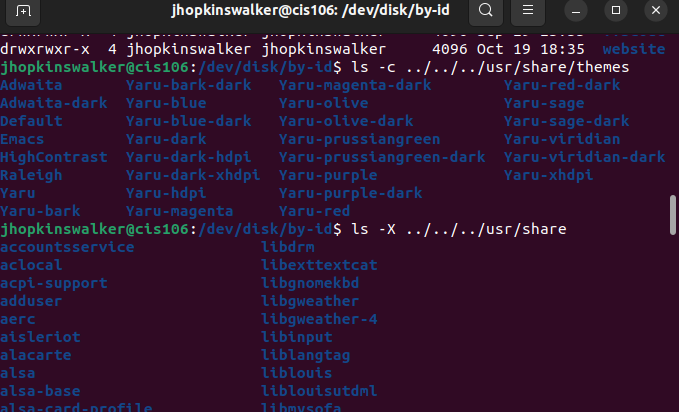 jhopkinswalker@cis106: /dev/disk/by-id
drwxrwxr-x  4 jhopkinswalker jhopkinswalker     4096 Oct 19 18:35  website
jhopkinswalker@cis106:/dev/disk/by-id$ ls -c ../../../usr/share/themes
Adwaita       Yaru-bark-dark   Yaru-magenta-dark        Yaru-red-dark
Adwaita-dark  Yaru-blue        Yaru-olive               Yaru-sage
Default       Yaru-blue-dark   Yaru-olive-dark          Yaru-sage-dark
Emacs         Yaru-dark        Yaru-prussiangreen       Yaru-viridian
HighContrast  Yaru-dark-hdpi   Yaru-prussiangreen-dark  Yaru-viridian-dark
Raleigh       Yaru-dark-xhdpi  Yaru-purple              Yaru-xhdpi
Yaru          Yaru-hdpi        Yaru-purple-dark
Yaru-bark     Yaru-magenta     Yaru-red
jhopkinswalker@cis106:/dev/disk/by-id$ ls -X ../../../usr/share
accountsservice             libdrm
aclocal                     libexttextcat
acpi-support                libgnomekbd
adduser                     libgweather
aerc                        libgweather-4
aisleriot                   libinput
alacarte                    liblangtag
alsa                        liblouis
alsa-base                   liblouisutdml
alsa-card-profile           libmysofa